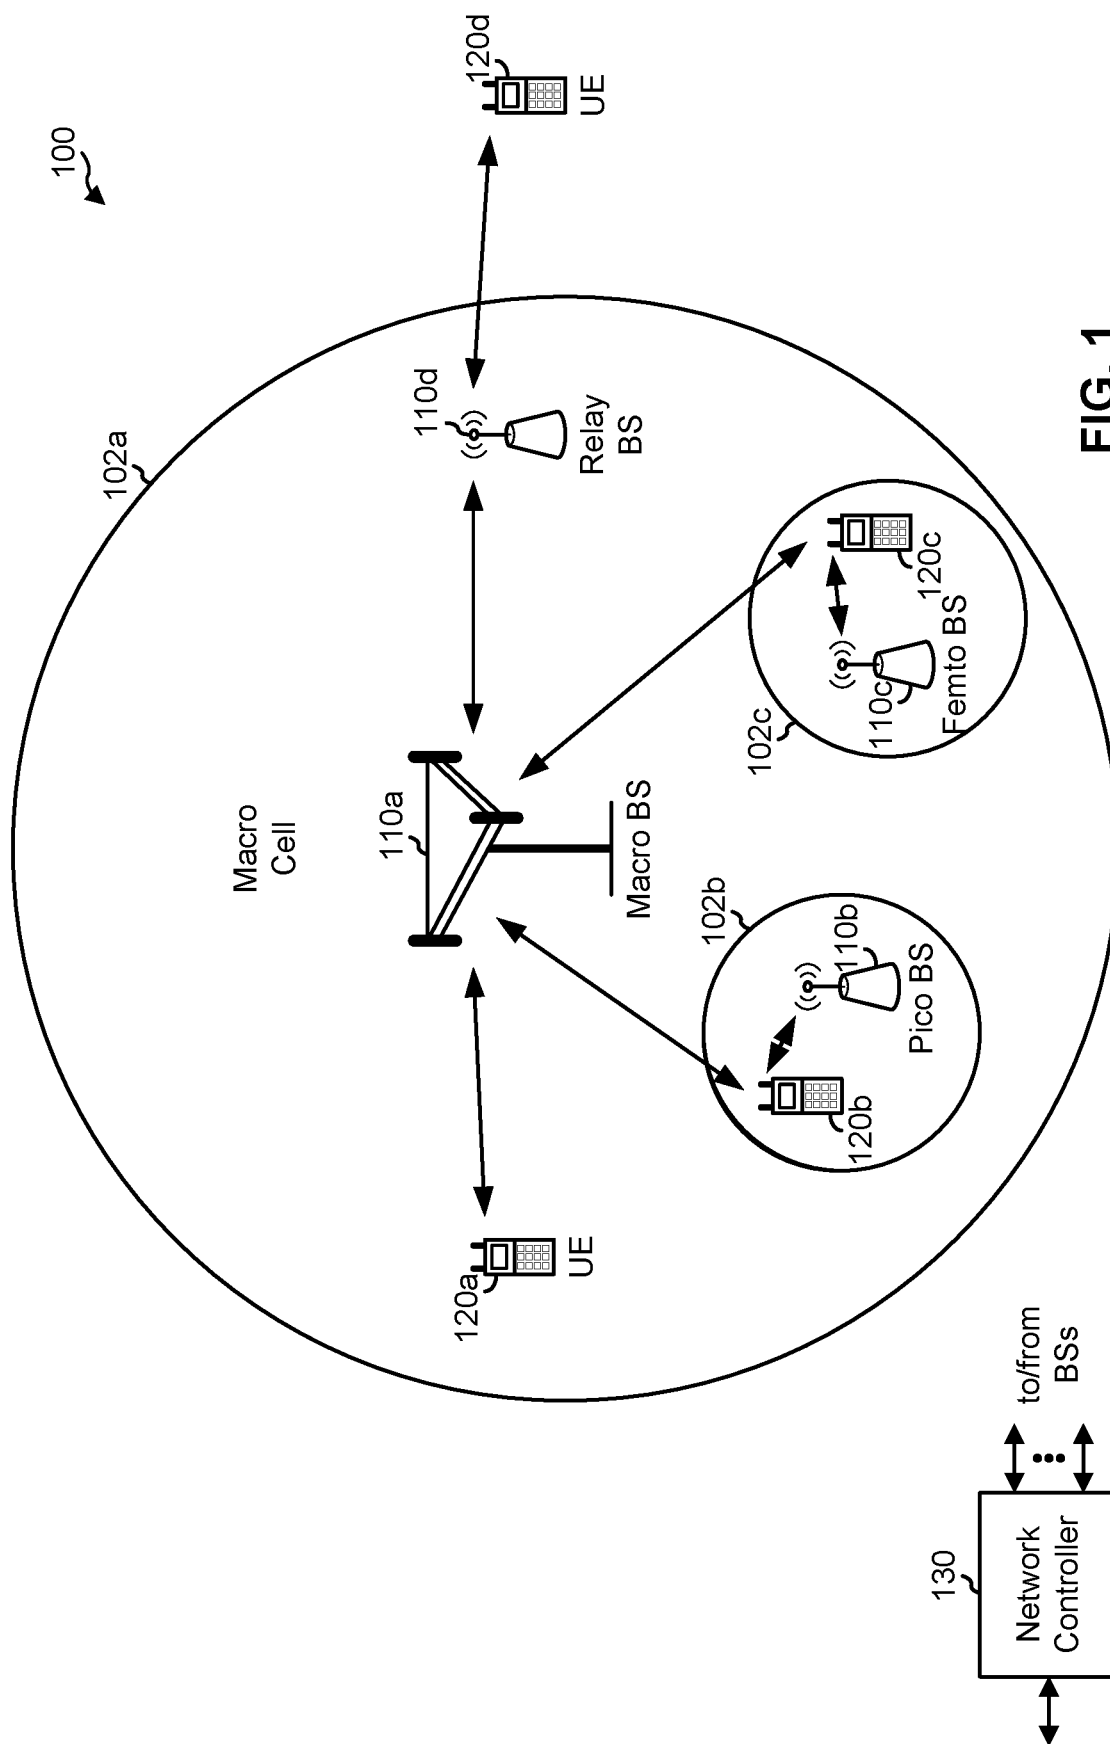 100
102a
Macro
Cell
110a
110d
120d
UE
Relay
BS
120a
UE
Macro BS
102b
110b
Pico BS
120b
102c
110c
Femto BS
120c
130
Network
Controller
to/from
BSs
FIG. 1